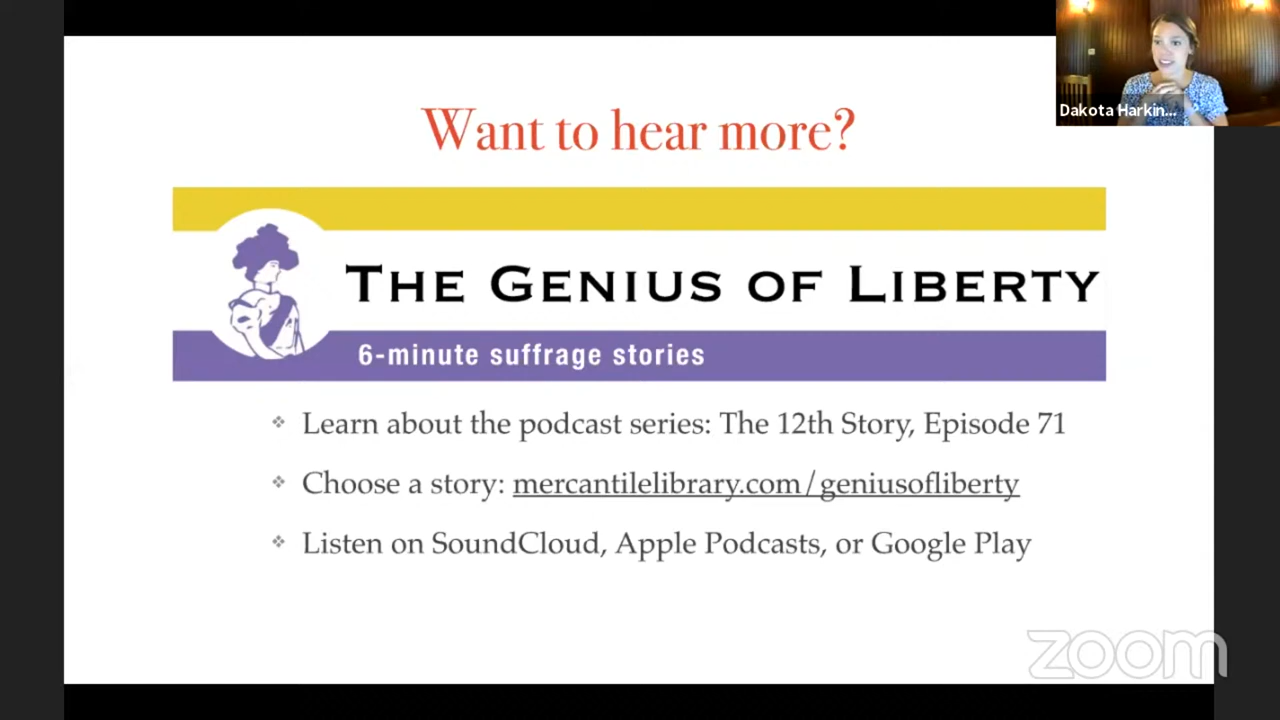 Want to hear more?
Dakota Harkin...
THE GENIUS OF LIBERTY
6-minute suffrage stories
❖ Learn about the podcast series: The 12th Story, Episode 71
❖ Choose a story: mercantilelibrary.com/geniusofliberty
❖ Listen on SoundCloud, Apple Podcasts, or Google Play
zoom